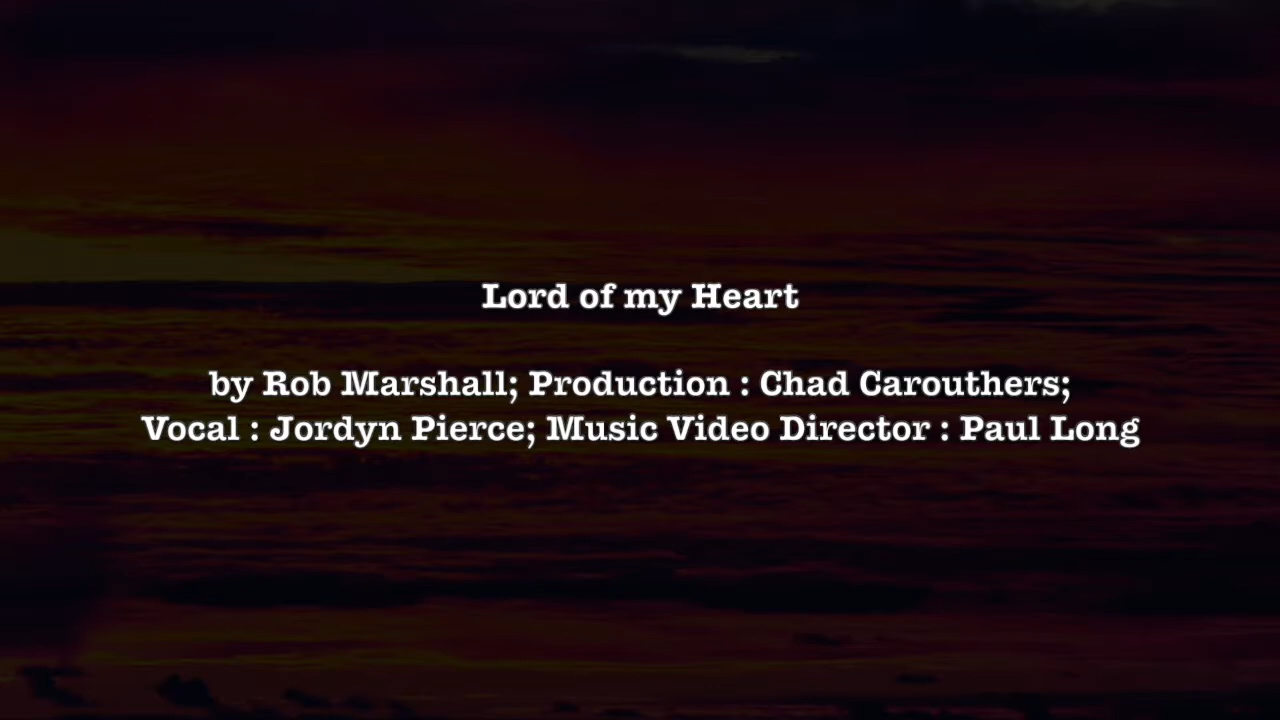 Lord of my Heart
by Rob Marshall; Production : Chad Carouthers;
Vocal : Jordyn Pierce; Music Video Director : Paul Long